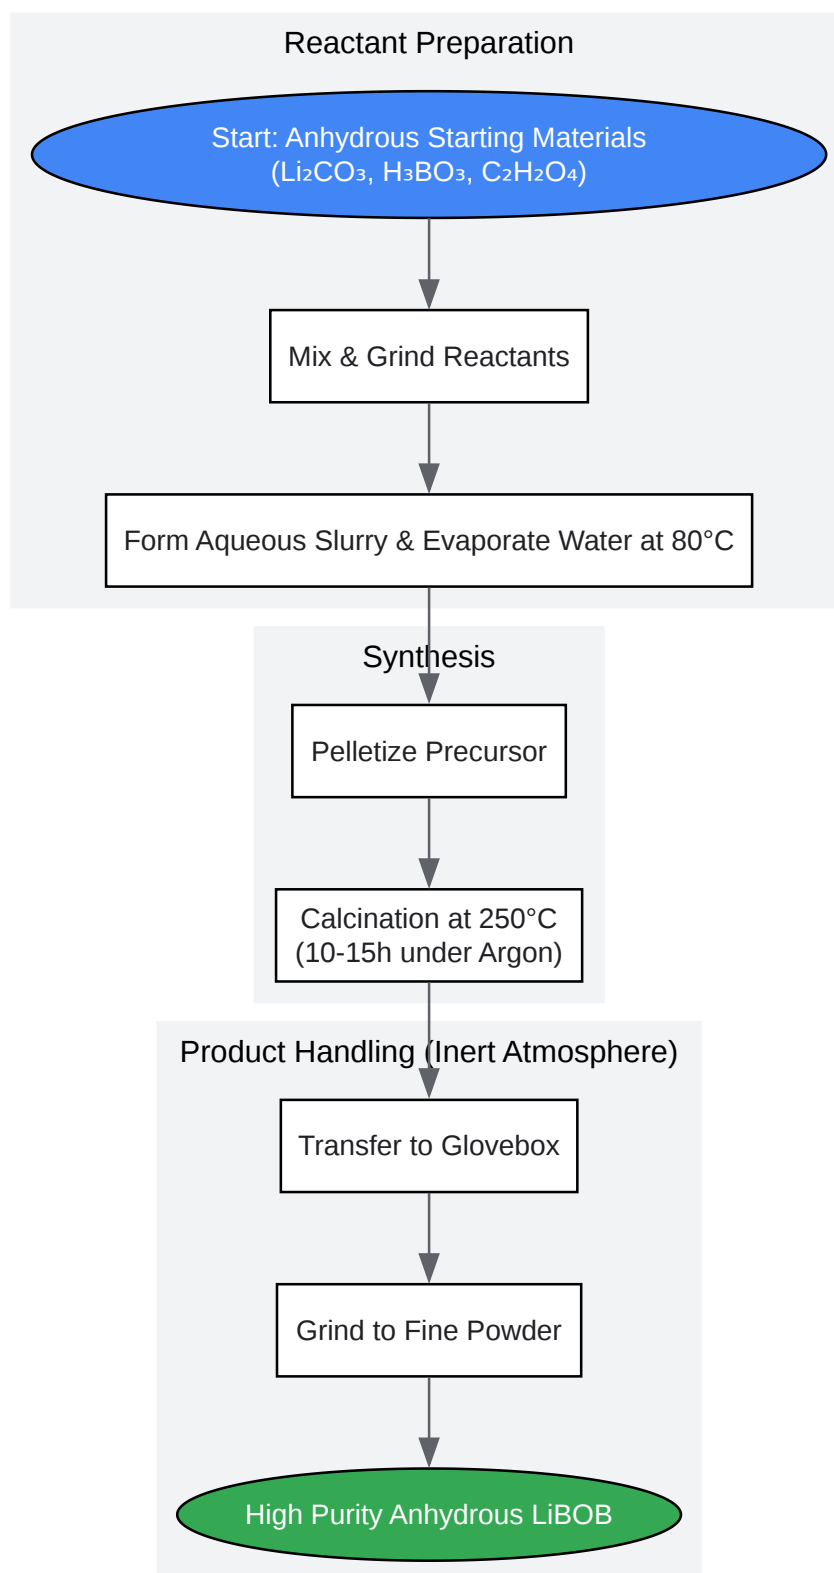 Reactant Preparation
Start: Anhydrous Starting Materials
(Li₂CO₃, H₃BO₃, C₂H₂O₄)
Mix & Grind Reactants
Form Aqueous Slurry & Evaporate Water at 80°C
Synthesis
Pelletize Precursor
Calcination at 250°C
(10-15h under Argon)
Product Handling (Inert Atmosphere)
Transfer to Glovebox
Grind to Fine Powder
High Purity Anhydrous LiBOB